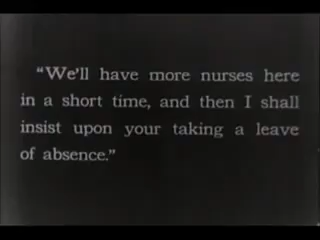 “We'll have more nurses here
in a short time, and then I shall
insist upon your taking a leave
of absence.”